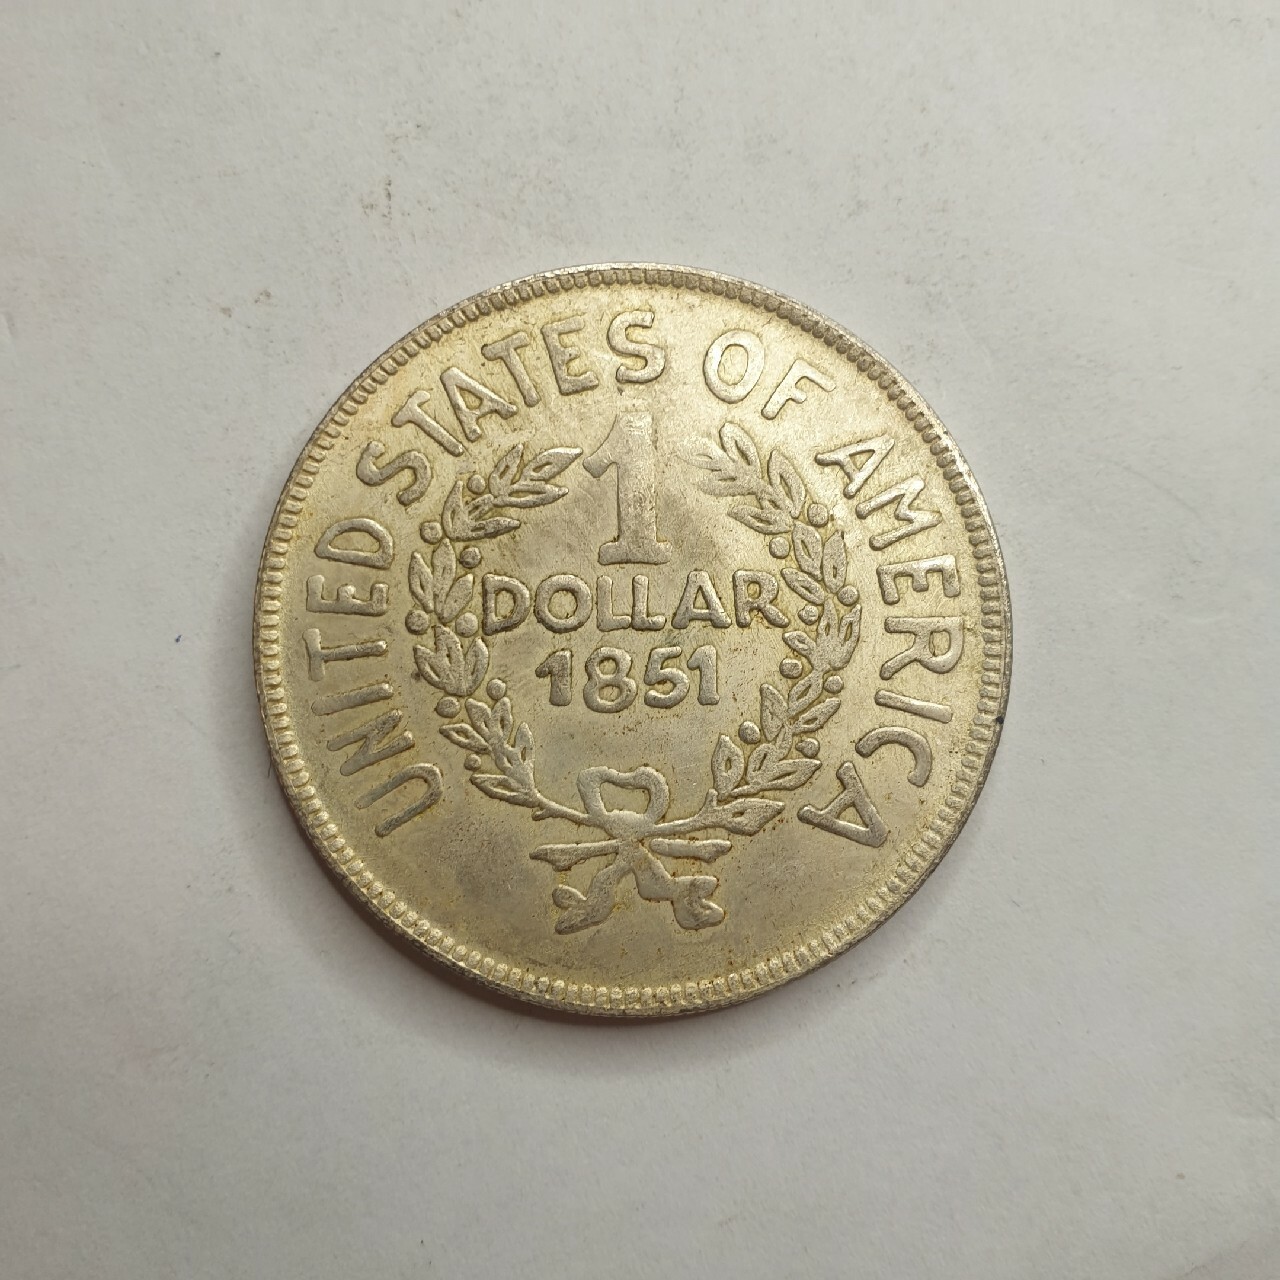 UNITED STATES OF AMERICA
1
DOLLAR
1851